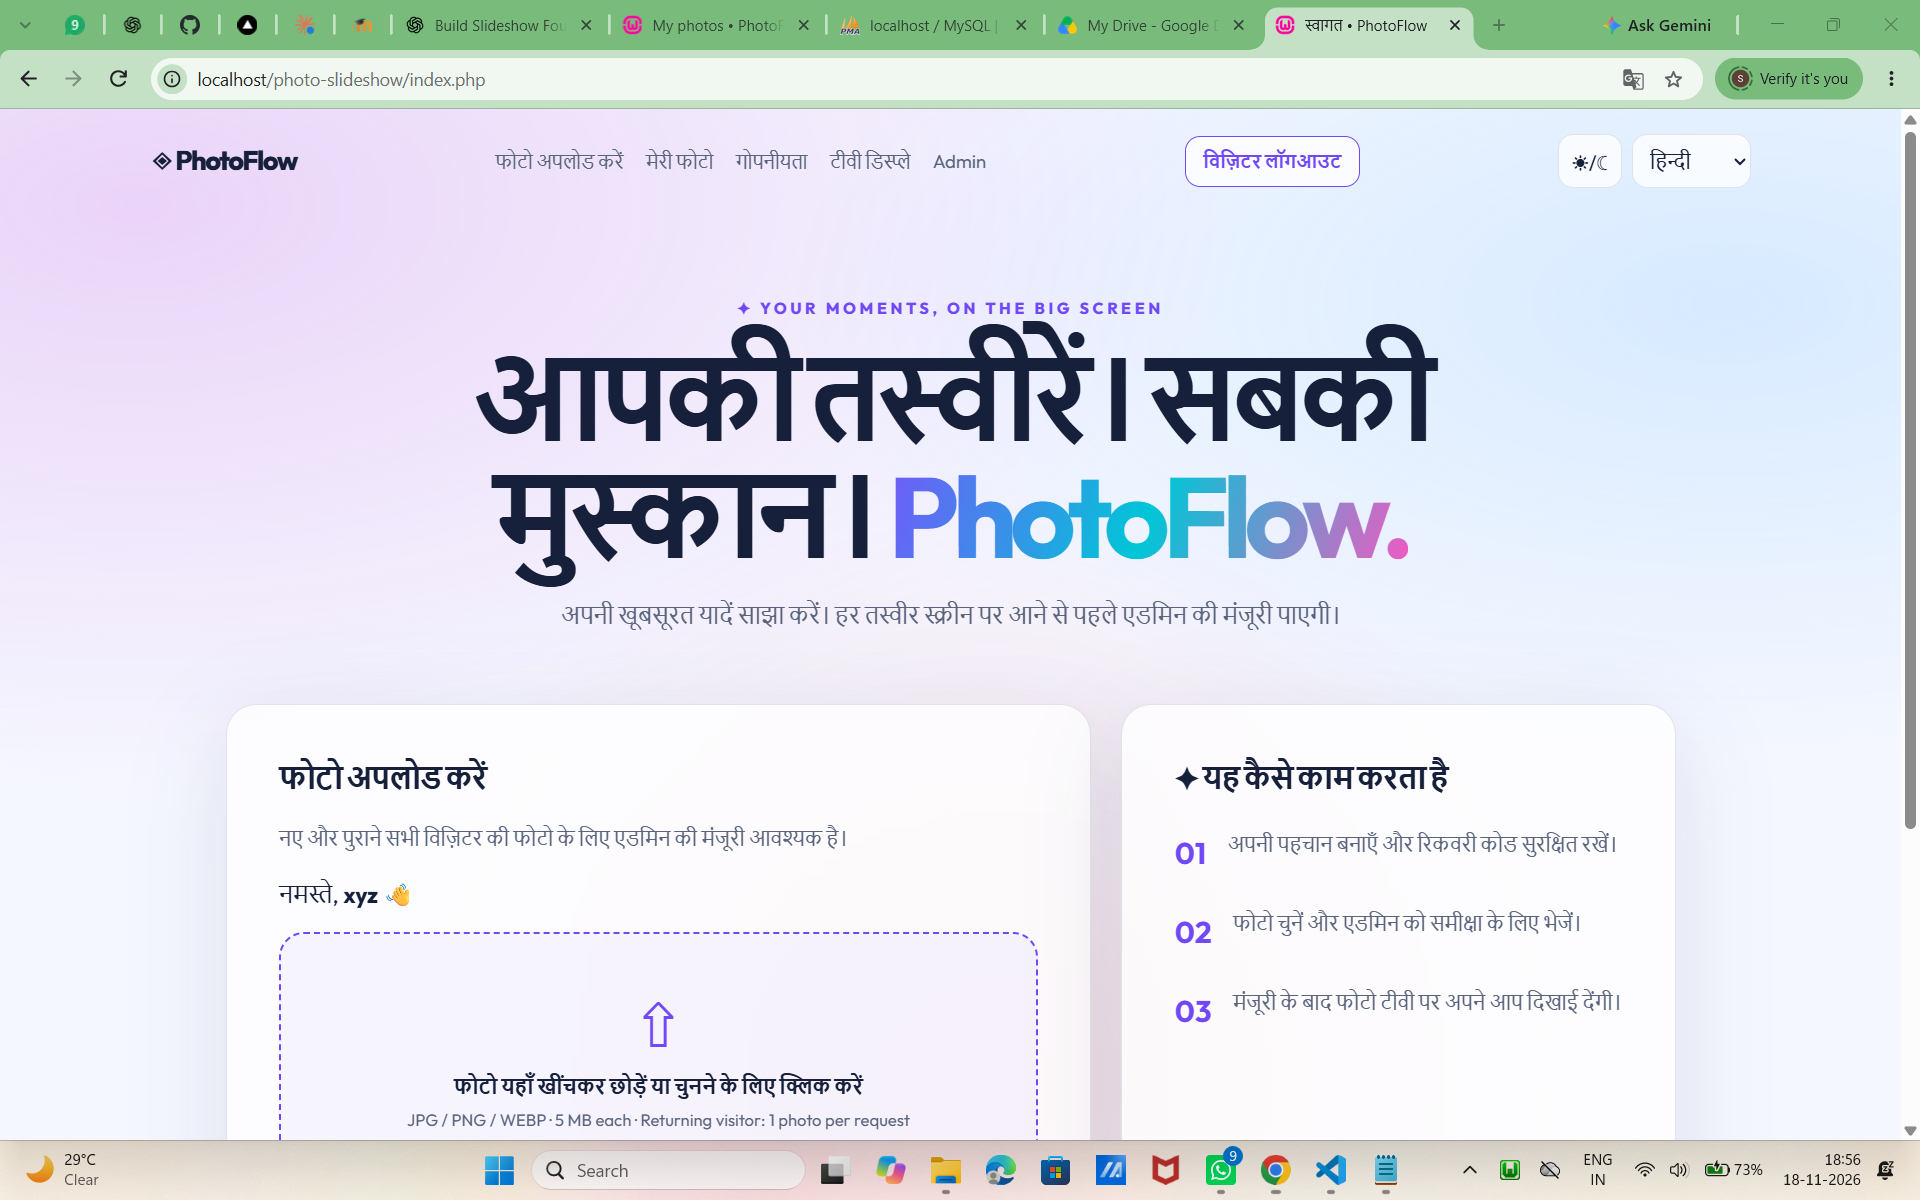 9
Build Slideshow Fou
My photos • PhotoF
localhost / MySQL |
My Drive - Google D
स्वागत • PhotoFlow
Ask Gemini
localhost/photo-slideshow/index.php
S
Verify it's you
PhotoFlow
फोटो अपलोड करें
मेरी फोटो
गोपनीयता
टीवी डिस्प्ले
Admin
विज़िटर लॉगआउट
☀/☾
हिन्दी
✦ YOUR MOMENTS, ON THE BIG SCREEN
आपकी तस्वीरें। सबकी
मुस्कान। PhotoFlow.
अपनी खूबसूरत यादें साझा करें। हर तस्वीर स्क्रीन पर आने से पहले एडमिन की मंजूरी पाएगी।
फोटो अपलोड करें
नए और पुराने सभी विज़िटर की फोटो के लिए एडमिन की मंजूरी आवश्यक है।
नमस्ते, xyz 👋
⇧
फोटो यहाँ खींचकर छोड़ें या चुनने के लिए क्लिक करें
JPG / PNG / WEBP · 5 MB each · Returning visitor: 1 photo per request
✦ यह कैसे काम करता है
01 अपनी पहचान बनाएँ और रिकवरी कोड सुरक्षित रखें।
02 फोटो चुनें और एडमिन को समीक्षा के लिए भेजें।
03 मंजूरी के बाद फोटो टीवी पर अपने आप दिखाई देंगी।
29°C
Clear
Search
9
ENG
IN
73%
18:56
18-11-2026